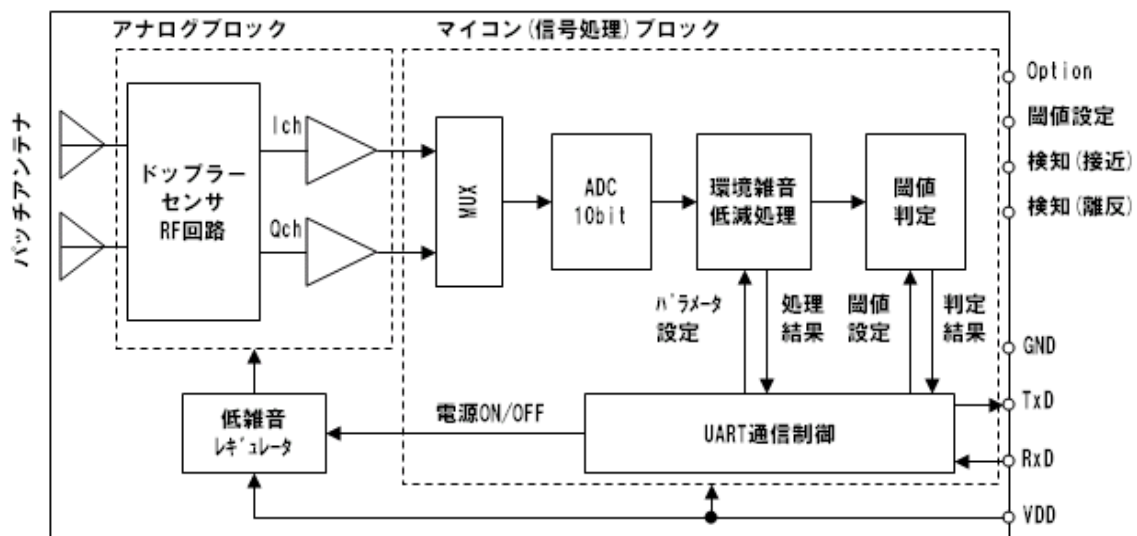 アナログブロック
マイコン(信号処理)ブロック
パッチアンテナ
ドップラー
センサ
RF回路
Ich
Qch
MUX
ADC
10bit
環境雑音
低減処理
閾値
判定
Option
閾値設定
検知(接近)
検知(離反)
ﾊﾟﾗﾒｰﾀ
設定
処理
結果
閾値
設定
判定
結果
GND
TxD
RxD
VDD
低雑音
ﾚｷﾞｭﾚｰﾀ
電源ON/OFF
UART通信制御